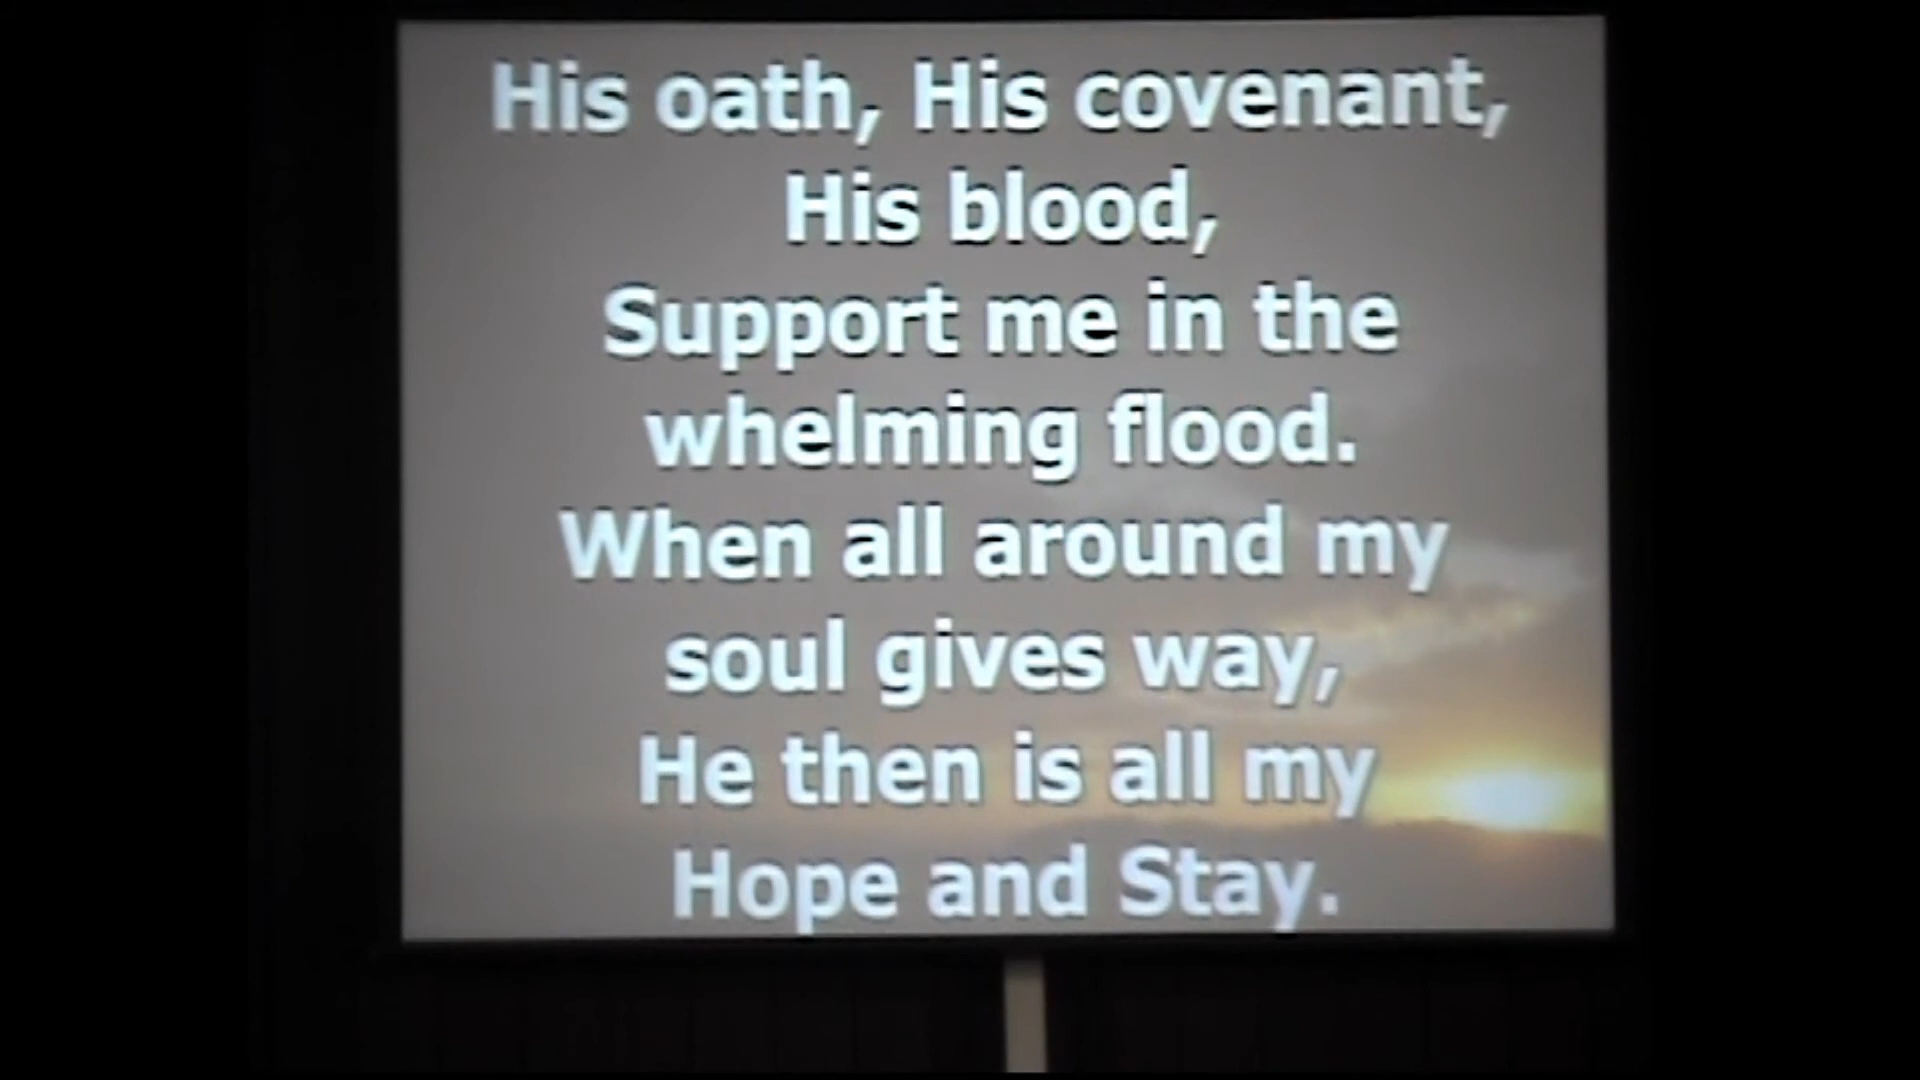 His oath, His covenant,
His blood,
Support me in the
whelming flood.
When all around my
soul gives way,
He then is all my
Hope and Stay.